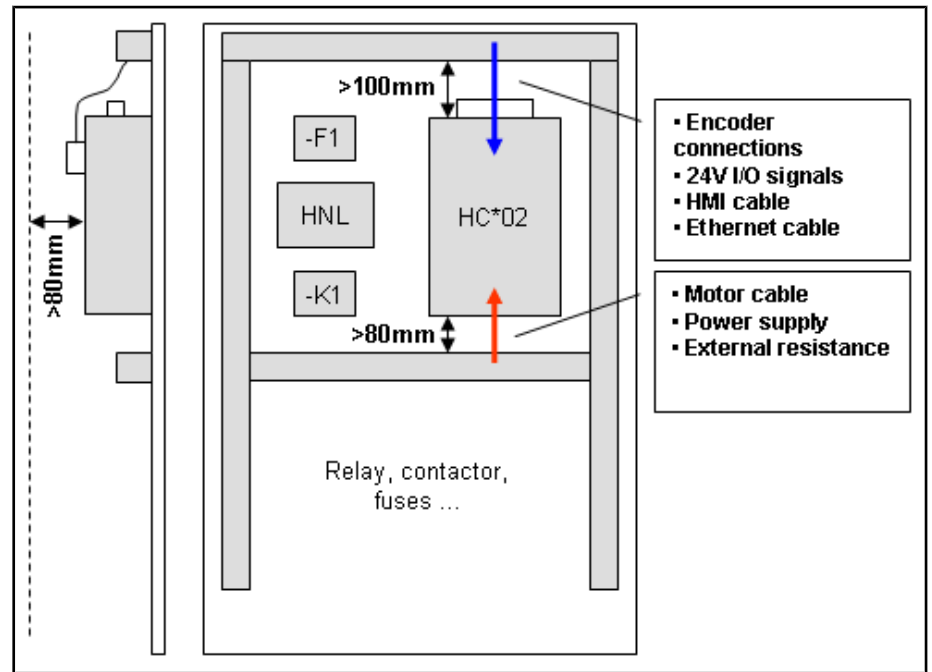 >100mm
-F1
HNL
HC*02
-K1
>80mm
>80mm
▪ Encoder
connections
▪ 24V I/O signals
▪ HMI cable
▪ Ethernet cable
▪ Motor cable
▪ Power supply
▪ External resistance
Relay, contactor,
fuses ...